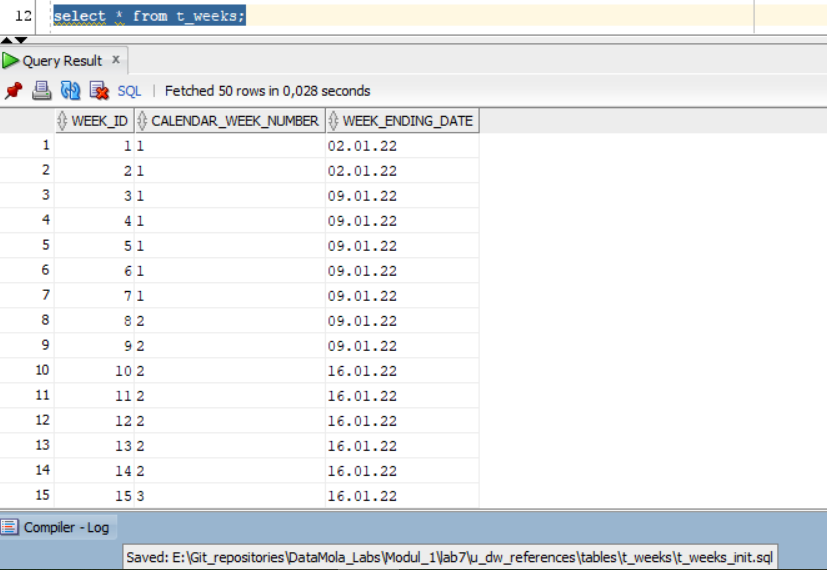 12 select * from t_weeks;
Query Result x
SQL | Fetched 50 rows in 0,028 seconds
WEEK_ID CALENDAR_WEEK_NUMBER WEEK_ENDING_DATE
1 1 1 02.01.22
2 2 1 02.01.22
3 3 1 09.01.22
4 4 1 09.01.22
5 5 1 09.01.22
6 6 1 09.01.22
7 7 1 09.01.22
8 8 2 09.01.22
9 9 2 09.01.22
10 10 2 16.01.22
11 11 2 16.01.22
12 12 2 16.01.22
13 13 2 16.01.22
14 14 2 16.01.22
15 15 3 16.01.22
Compiler - Log
Saved: E:\Git_repositories\DataMola_Labs\Modul_1\lab7\u_dw_references\tables\t_weeks\t_weeks_init.sql